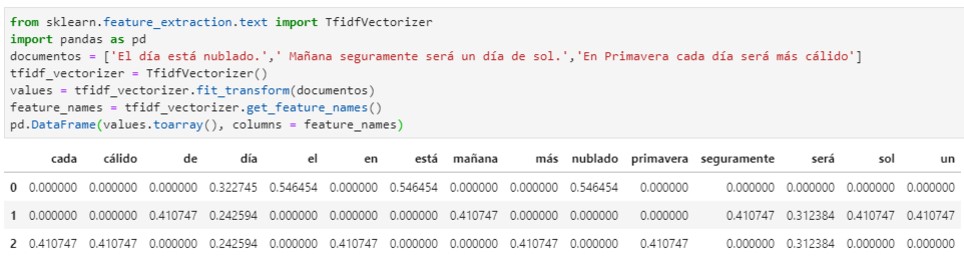 from sklearn.feature_extraction.text import TfidfVectorizer
import pandas as pd
documentos = ['El día está nublado.',' Mañana seguramente será un día de sol.','En Primavera cada día será más cálido']
tfidf_vectorizer = TfidfVectorizer()
values = tfidf_vectorizer.fit_transform(documentos)
feature_names = tfidf_vectorizer.get_feature_names()
pd.DataFrame(values.toarray(), columns = feature_names)
cada cálido de día el en está mañana más nublado primavera seguramente será sol un
0 0.000000 0.000000 0.000000 0.322745 0.546454 0.000000 0.546454 0.000000 0.000000 0.546454 0.000000 0.000000 0.000000 0.000000 0.000000
1 0.000000 0.000000 0.410747 0.242594 0.000000 0.000000 0.000000 0.410747 0.000000 0.000000 0.000000 0.410747 0.312384 0.410747 0.410747
2 0.410747 0.410747 0.000000 0.242594 0.000000 0.410747 0.000000 0.000000 0.410747 0.000000 0.410747 0.000000 0.312384 0.000000 0.000000